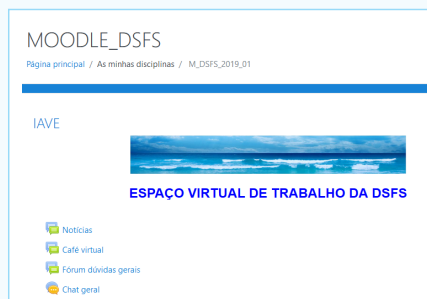 MOODLE_DSFS
Página principal / As minhas disciplinas / M_DSFS_2019_01
IAVE
ESPAÇO VIRTUAL DE TRABALHO DA DSFS
Notícias
Café virtual
Fórum dúvidas gerais
Chat geral